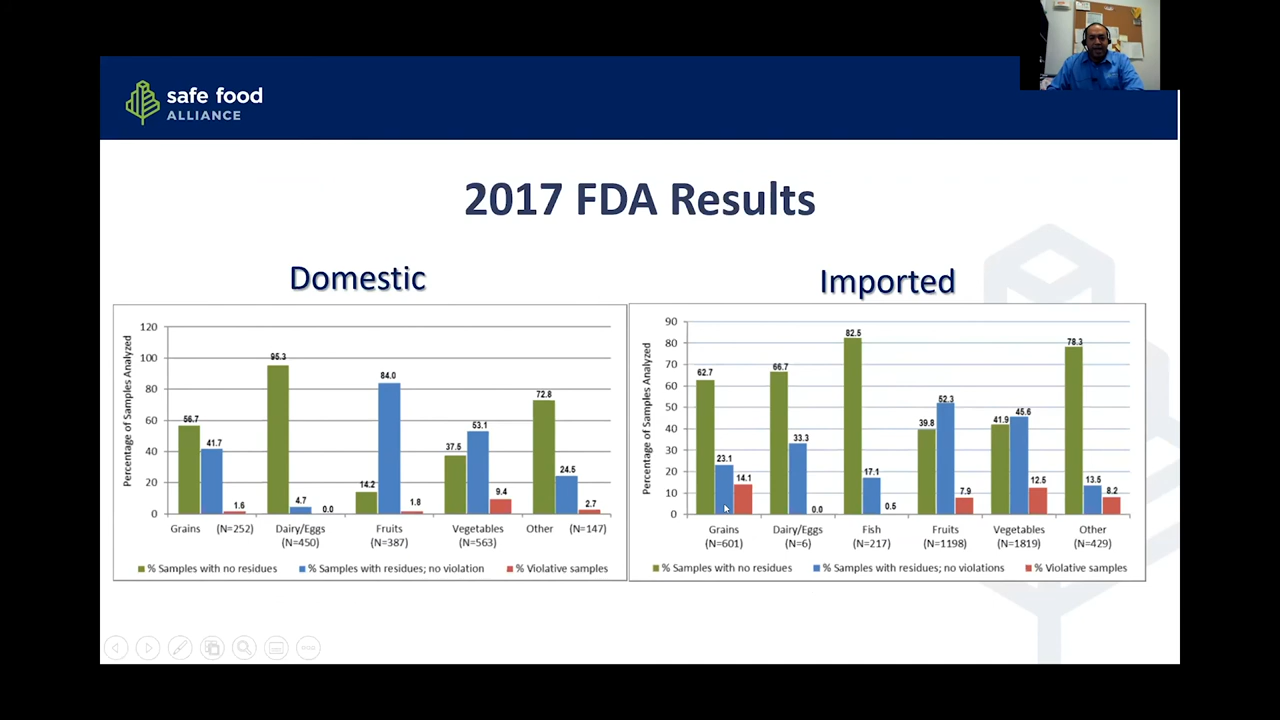 safe food
ALLIANCE
2017 FDA Results
Domestic
120
100
80
60
40
20
0
Percentage of Samples Analyzed
56.7
41.7
1.6
95.3
4.7
0.0
14.2
84.0
1.8
37.5
53.1
9.4
72.8
24.5
2.7
Grains (N=252)
Dairy/Eggs
(N=450)
Fruits
(N=387)
Vegetables
(N=563)
Other (N=147)
% Samples with no residues
% Samples with residues; no violation
% Violative samples
Imported
90
80
70
60
50
40
30
20
10
0
Percentage of Samples Analyzed
62.7
23.1
14.1
66.7
33.3
0.0
82.5
17.1
0.5
39.8
52.3
7.9
41.9
45.6
12.5
78.3
13.5
8.2
Grains
(N=601)
Dairy/Eggs
(N=6)
Fish
(N=217)
Fruits
(N=1198)
Vegetables
(N=1819)
Other
(N=429)
% Samples with no residues
% Samples with residues; no violations
% Violative samples